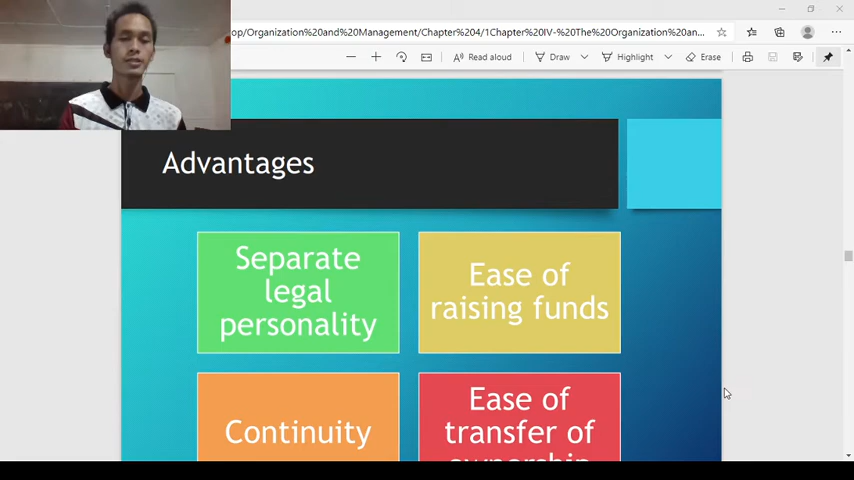 op/Organization%20and%20Management/Chapter%204/1Chapter%20IV-%20The%20Organization%20an...
Read aloud
Draw
Highlight
Erase
Advantages
Separate
legal
personality
Ease of
raising funds
Continuity
Ease of
transfer of
ownership